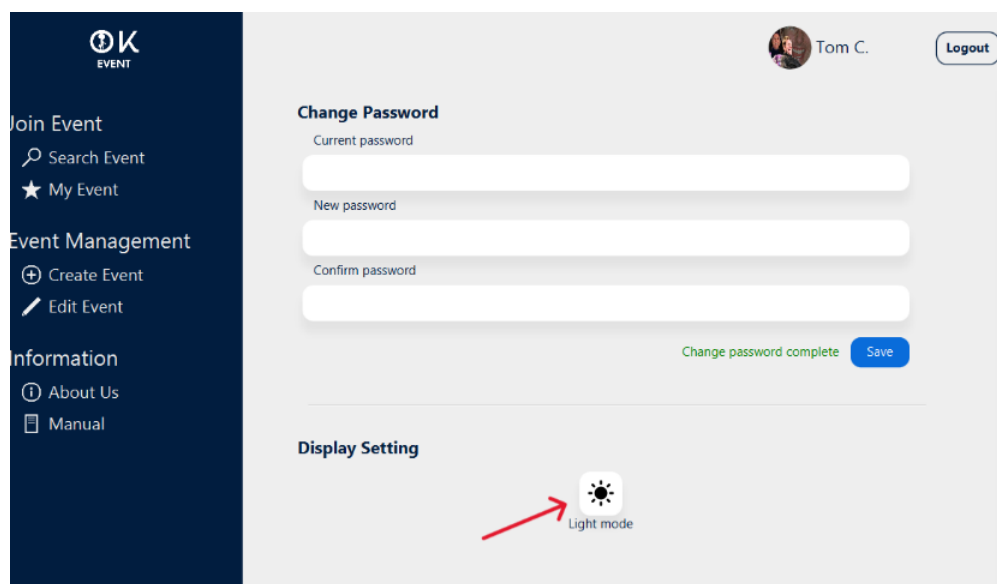 OK
EVENT
Join Event
Search Event
My Event
Event Management
Create Event
Edit Event
Information
About Us
Manual
Tom C.
Logout
Change Password
Current password
New password
Confirm password
Change password complete
Save
Display Setting
Light mode